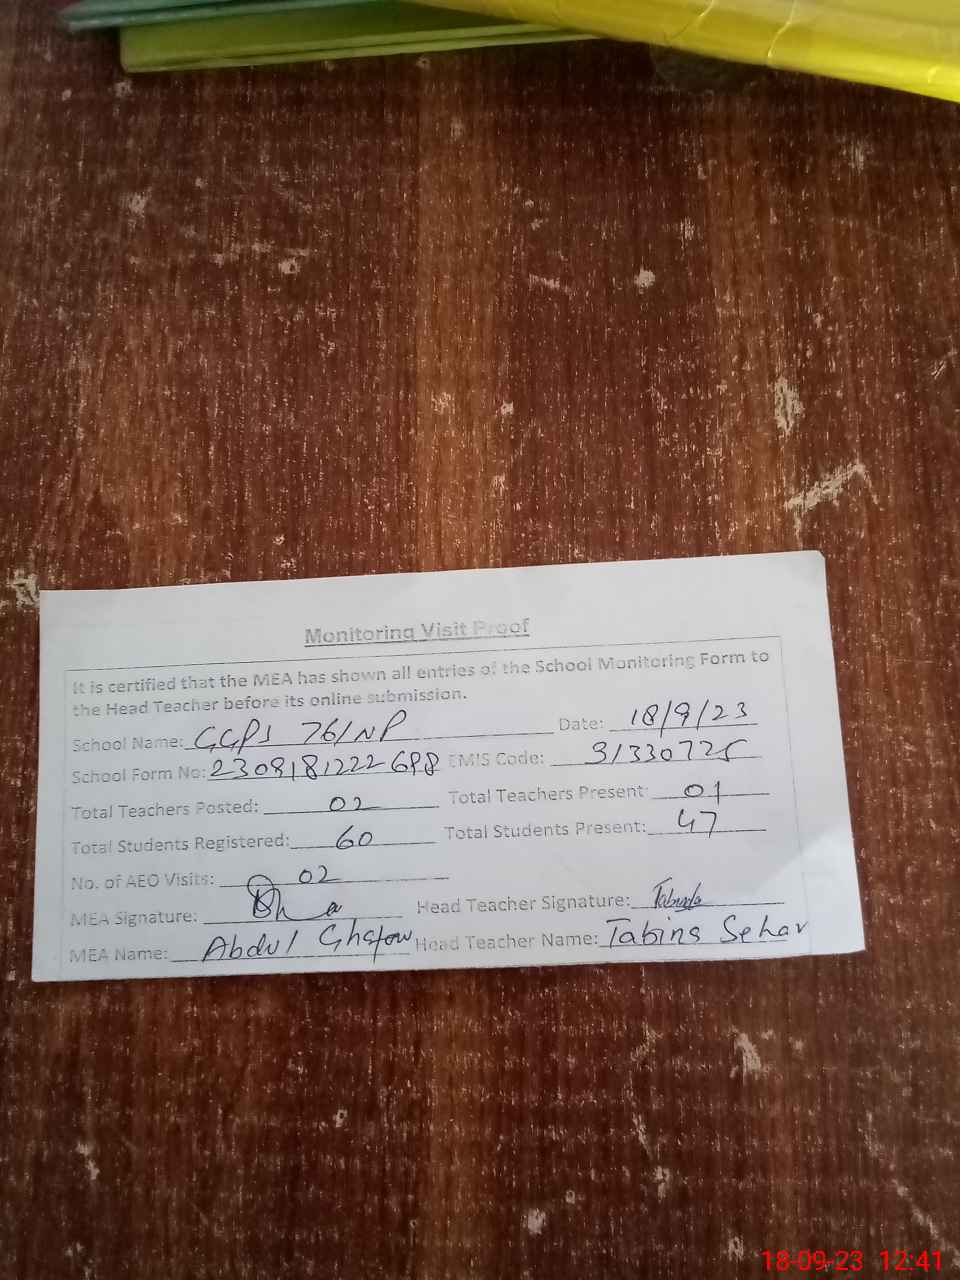 Monitoring Visit Proof
It is certified that the MEA has shown all entries of the School Monitoring Form to
the Head Teacher before its online submission.
School Name: GGPS 76/NP Date: 18/9/23
School Form No: 2309181222698 EMIS Code: 31330725
Total Teachers Posted: 02 Total Teachers Present: 01
Total Students Registered: 60 Total Students Present: 47
No. of AEO Visits: 02
MEA Signature: Head Teacher Signature:
MEA Name: Abdul Ghafow Head Teacher Name: Tabins Sehar
18-09-23 12:41